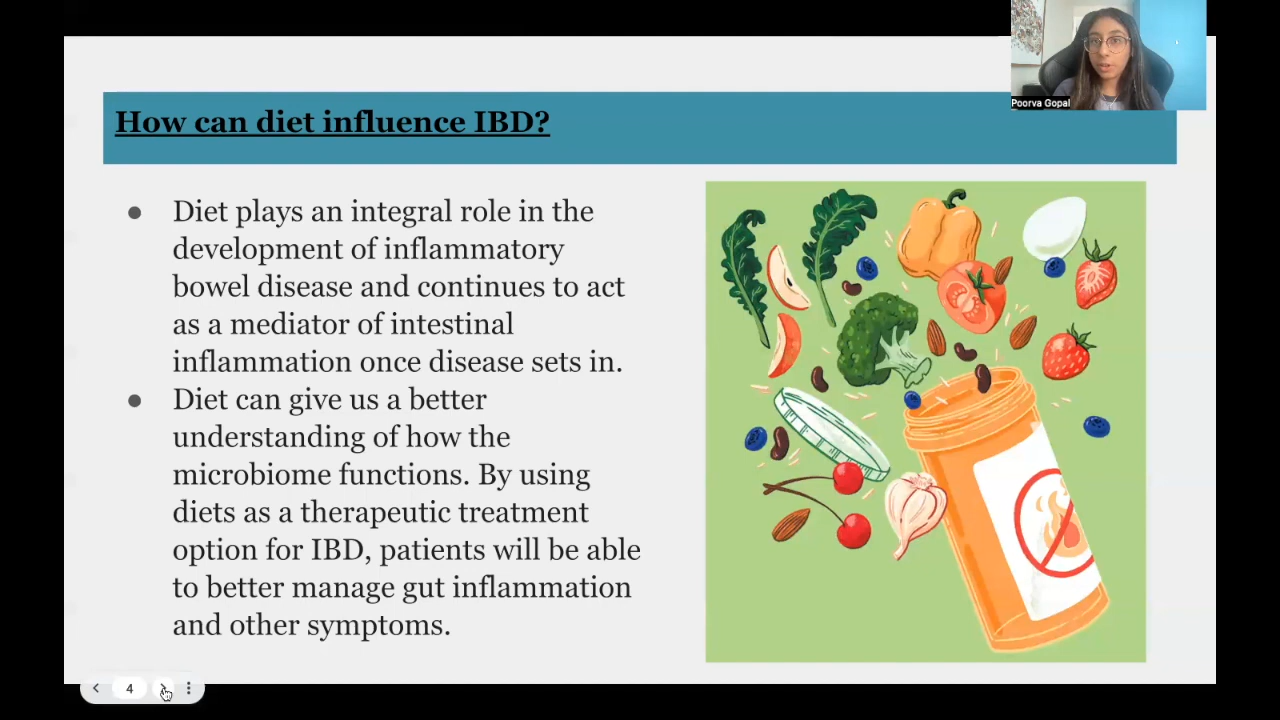 Poorva Gopal
How can diet influence IBD?
● Diet plays an integral role in the
development of inflammatory
bowel disease and continues to act
as a mediator of intestinal
inflammation once disease sets in.
● Diet can give us a better
understanding of how the
microbiome functions. By using
diets as a therapeutic treatment
option for IBD, patients will be able
to better manage gut inflammation
and other symptoms.
4